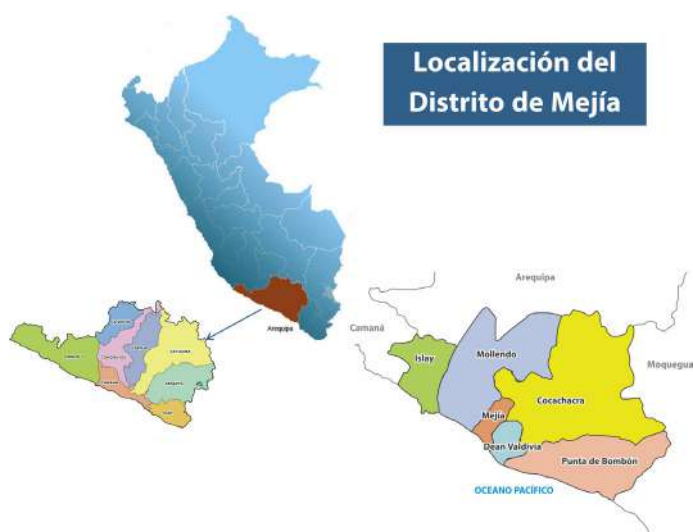 Localización del
Distrito de Mejía
Arequipa
Arequipa
Camaná
Moquegua
Islay
Mollendo
Cocachacra
Mejía
Dean Valdivia
Punta de Bombón
OCEANO PACÍFICO